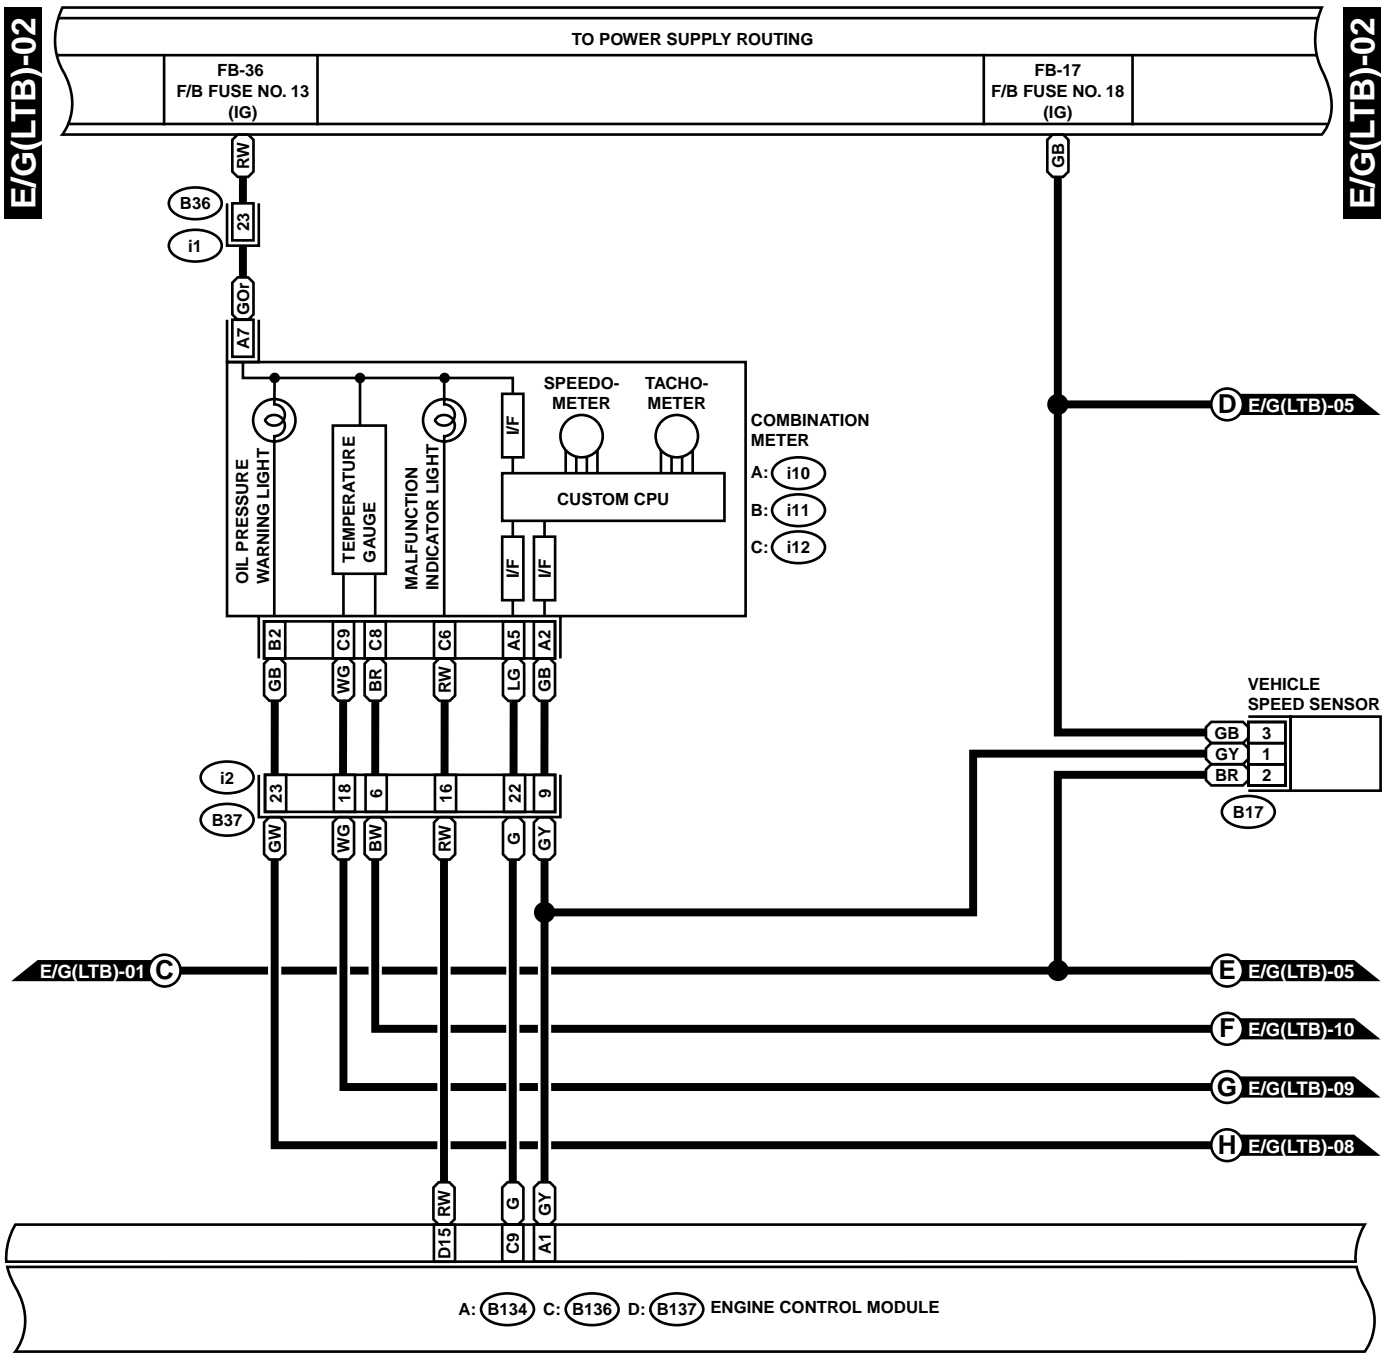 E/G(LTB)-02
E/G(LTB)-02
TO POWER SUPPLY ROUTING
FB-36
F/B FUSE NO. 13
(IG)
FB-17
F/B FUSE NO. 18
(IG)
RW
GB
B36
23
i1
GOr
A7
D E/G(LTB)-05
SPEEDO-
METER
TACHO-
METER
I/F
CUSTOM CPU
COMBINATION
METER
A: i10
B: i11
C: i12
OIL PRESSURE
WARNING LIGHT
TEMPERATURE
GAUGE
MALFUNCTION
INDICATOR LIGHT
I/F
I/F
B2 C9 C8 C6 A5 A2
GB WG BR RW LG GB
VEHICLE
SPEED SENSOR
GB 3
GY 1
BR 2
B17
i2
23 18 6 16 22 9
B37
GW WG BW RW G GY
E/G(LTB)-01 C
E E/G(LTB)-05
F E/G(LTB)-10
G E/G(LTB)-09
H E/G(LTB)-08
RW G GY
D15 C9 A1
A: B134 C: B136 D: B137 ENGINE CONTROL MODULE